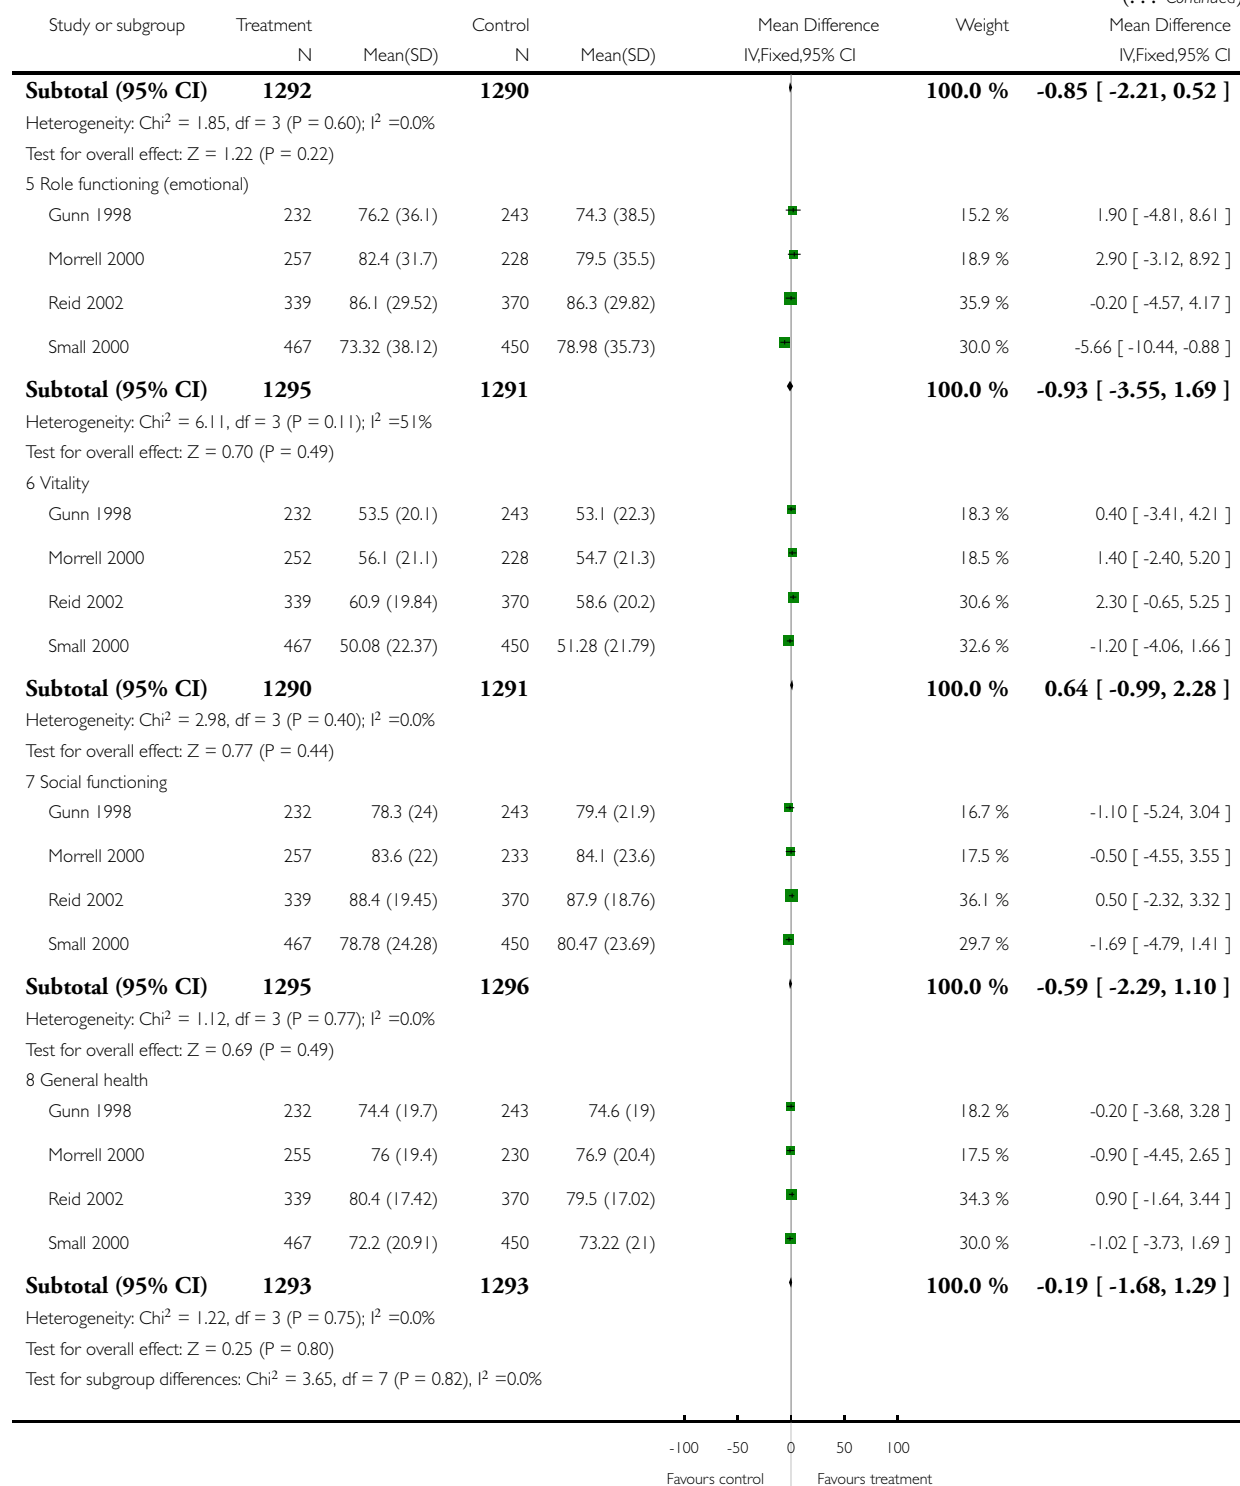 (... Continued)
Study or subgroup Treatment Control Mean Difference Weight Mean Difference
N Mean(SD) N Mean(SD) IV,Fixed,95% CI IV,Fixed,95% CI
Subtotal (95% CI) 1292 1290 100.0 % -0.85 [ -2.21, 0.52 ]
Heterogeneity: Chi² = 1.85, df = 3 (P = 0.60); I² =0.0%
Test for overall effect: Z = 1.22 (P = 0.22)
5 Role functioning (emotional)
Gunn 1998 232 76.2 (36.1) 243 74.3 (38.5) 15.2 % 1.90 [ -4.81, 8.61 ]
Morrell 2000 257 82.4 (31.7) 228 79.5 (35.5) 18.9 % 2.90 [ -3.12, 8.92 ]
Reid 2002 339 86.1 (29.52) 370 86.3 (29.82) 35.9 % -0.20 [ -4.57, 4.17 ]
Small 2000 467 73.32 (38.12) 450 78.98 (35.73) 30.0 % -5.66 [ -10.44, -0.88 ]
Subtotal (95% CI) 1295 1291 100.0 % -0.93 [ -3.55, 1.69 ]
Heterogeneity: Chi² = 6.11, df = 3 (P = 0.11); I² =51%
Test for overall effect: Z = 0.70 (P = 0.49)
6 Vitality
Gunn 1998 232 53.5 (20.1) 243 53.1 (22.3) 18.3 % 0.40 [ -3.41, 4.21 ]
Morrell 2000 252 56.1 (21.1) 228 54.7 (21.3) 18.5 % 1.40 [ -2.40, 5.20 ]
Reid 2002 339 60.9 (19.84) 370 58.6 (20.2) 30.6 % 2.30 [ -0.65, 5.25 ]
Small 2000 467 50.08 (22.37) 450 51.28 (21.79) 32.6 % -1.20 [ -4.06, 1.66 ]
Subtotal (95% CI) 1290 1291 100.0 % 0.64 [ -0.99, 2.28 ]
Heterogeneity: Chi² = 2.98, df = 3 (P = 0.40); I² =0.0%
Test for overall effect: Z = 0.77 (P = 0.44)
7 Social functioning
Gunn 1998 232 78.3 (24) 243 79.4 (21.9) 16.7 % -1.10 [ -5.24, 3.04 ]
Morrell 2000 257 83.6 (22) 233 84.1 (23.6) 17.5 % -0.50 [ -4.55, 3.55 ]
Reid 2002 339 88.4 (19.45) 370 87.9 (18.76) 36.1 % 0.50 [ -2.32, 3.32 ]
Small 2000 467 78.78 (24.28) 450 80.47 (23.69) 29.7 % -1.69 [ -4.79, 1.41 ]
Subtotal (95% CI) 1295 1296 100.0 % -0.59 [ -2.29, 1.10 ]
Heterogeneity: Chi² = 1.12, df = 3 (P = 0.77); I² =0.0%
Test for overall effect: Z = 0.69 (P = 0.49)
8 General health
Gunn 1998 232 74.4 (19.7) 243 74.6 (19) 18.2 % -0.20 [ -3.68, 3.28 ]
Morrell 2000 255 76 (19.4) 230 76.9 (20.4) 17.5 % -0.90 [ -4.45, 2.65 ]
Reid 2002 339 80.4 (17.42) 370 79.5 (17.02) 34.3 % 0.90 [ -1.64, 3.44 ]
Small 2000 467 72.2 (20.91) 450 73.22 (21) 30.0 % -1.02 [ -3.73, 1.69 ]
Subtotal (95% CI) 1293 1293 100.0 % -0.19 [ -1.68, 1.29 ]
Heterogeneity: Chi² = 1.22, df = 3 (P = 0.75); I² =0.0%
Test for overall effect: Z = 0.25 (P = 0.80)
Test for subgroup differences: Chi² = 3.65, df = 7 (P = 0.82), I² =0.0%
-100 -50 0 50 100
Favours control Favours treatment